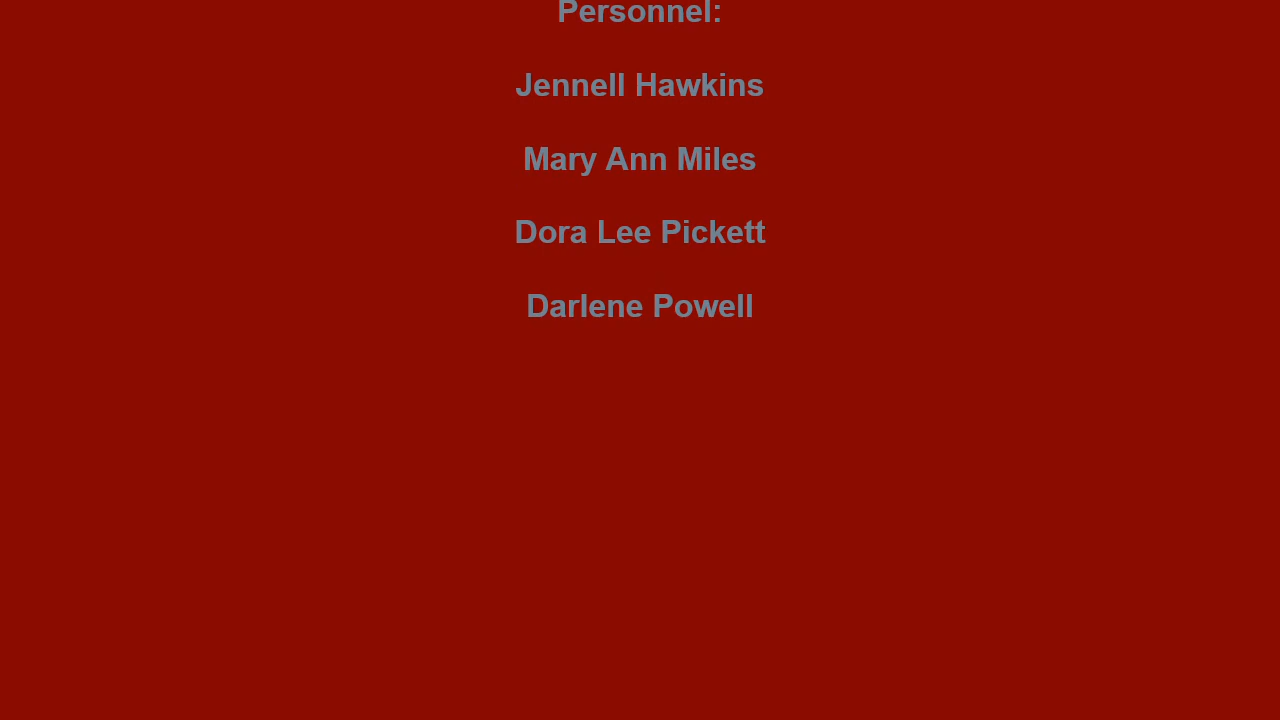 Personnel:
Jennell Hawkins
Mary Ann Miles
Dora Lee Pickett
Darlene Powell